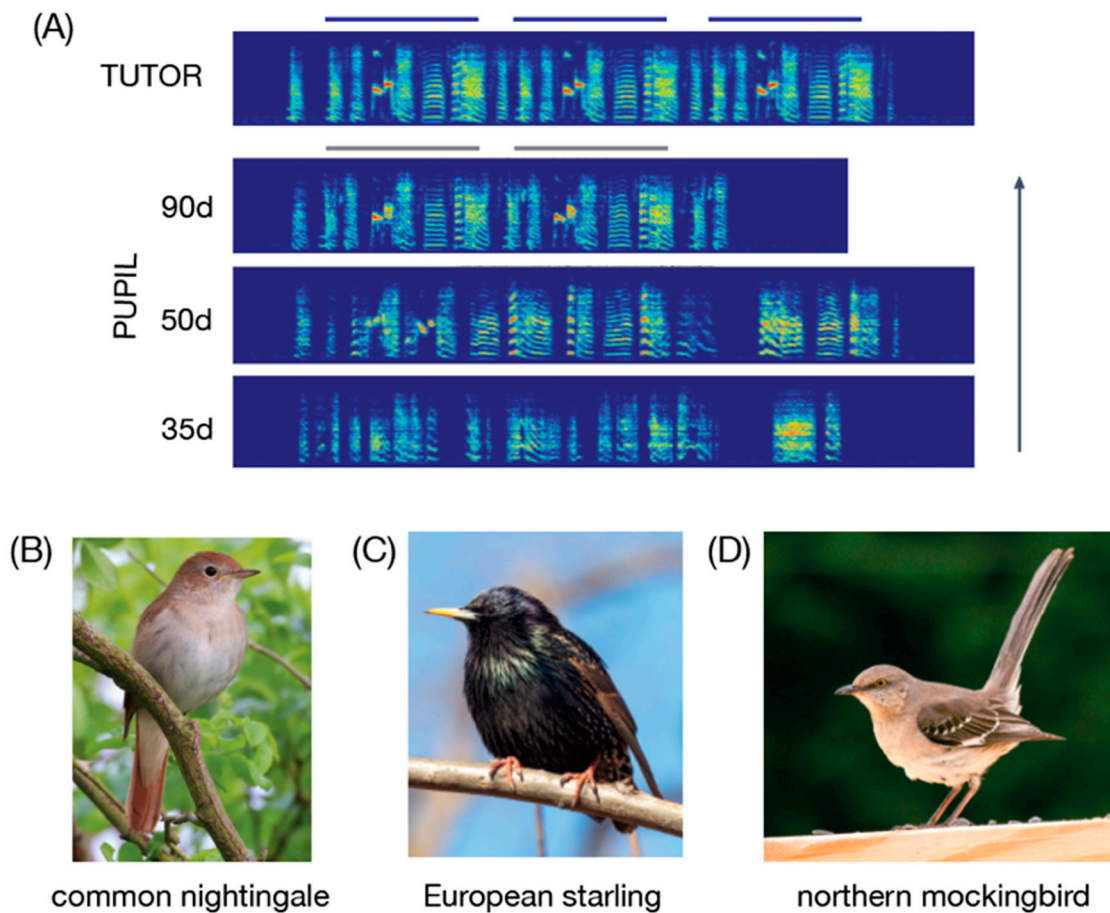 (A)
TUTOR
PUPIL
90d
50d
35d
(B)
(C)
(D)
common nightingale
European starling
northern mockingbird